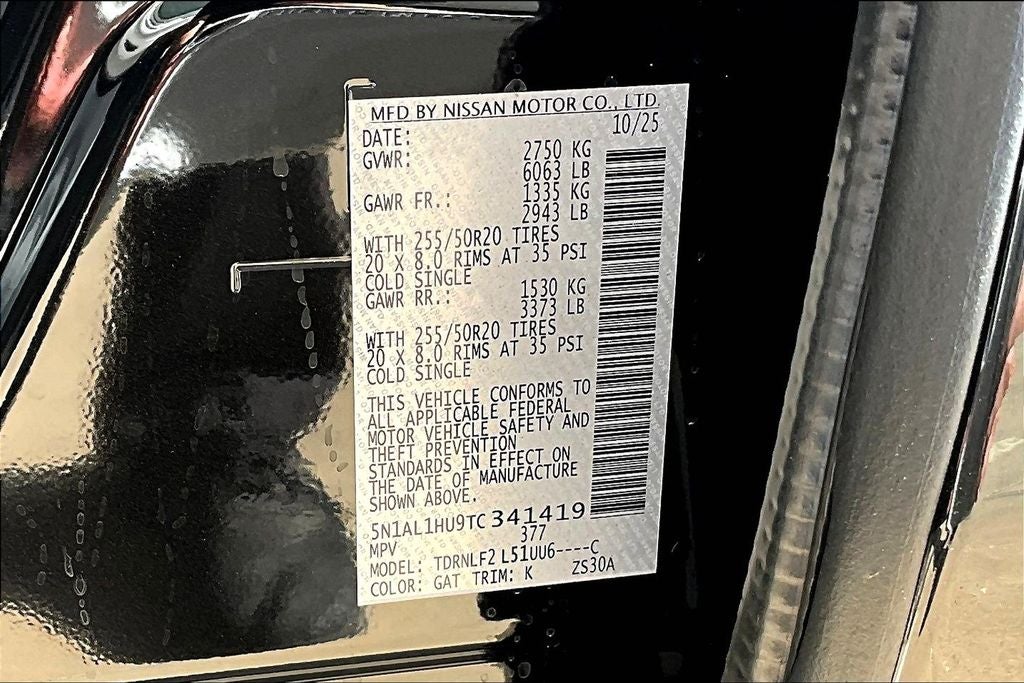 MFD BY NISSAN MOTOR CO., LTD.
DATE: 10/25
GVWR: 2750 KG
6063 LB
GAWR FR.: 1335 KG
2943 LB
WITH 255/50R20 TIRES
20 X 8.0 RIMS AT 35 PSI
COLD SINGLE
GAWR RR.: 1530 KG
3373 LB
WITH 255/50R20 TIRES
20 X 8.0 RIMS AT 35 PSI
COLD SINGLE
THIS VEHICLE CONFORMS TO
ALL APPLICABLE FEDERAL
MOTOR VEHICLE SAFETY AND
THEFT PREVENTION
STANDARDS IN EFFECT ON
THE DATE OF MANUFACTURE
SHOWN ABOVE.
5N1AL1HU9TC341419
MPV 377
MODEL: TDRNLF2 L51UU6----C
COLOR: GAT TRIM: K ZS30A